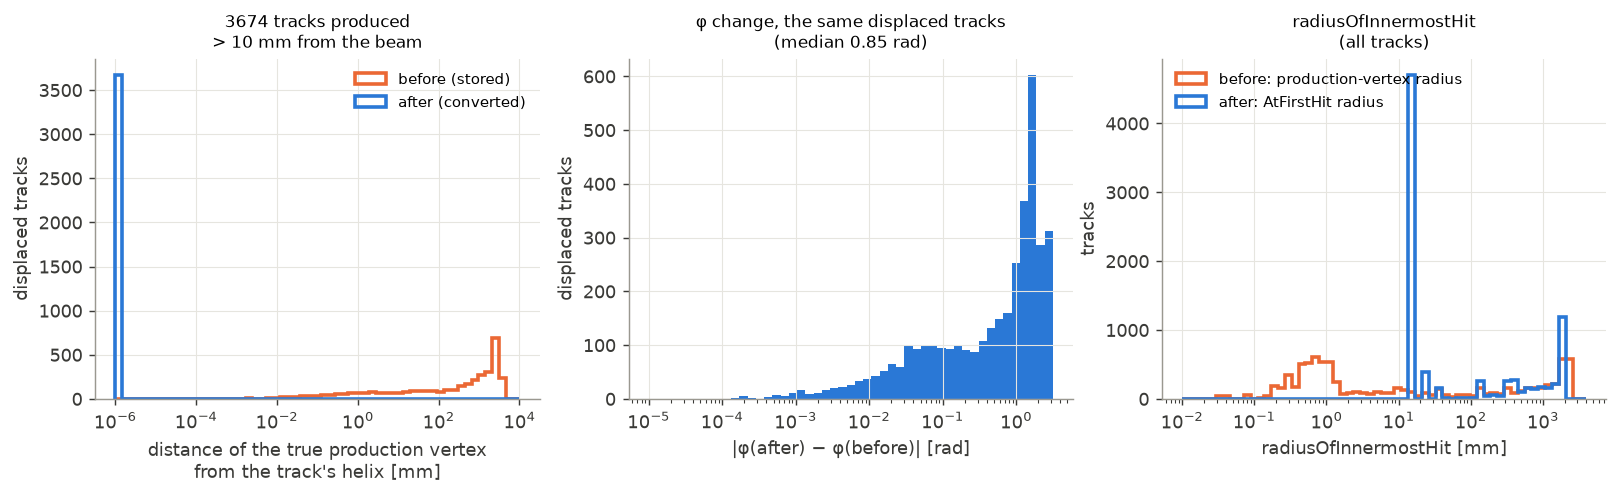 3674 tracks produced
> 10 mm from the beam
before (stored)
after (converted)
displaced tracks
3500
3000
2500
2000
1500
1000
500
0
10⁻⁶
10⁻⁴
10⁻²
10⁰
10²
10⁴
distance of the true production vertex
from the track's helix [mm]
φ change, the same displaced tracks
(median 0.85 rad)
displaced tracks
600
500
400
300
200
100
0
10⁻⁵
10⁻⁴
10⁻³
10⁻²
10⁻¹
10⁰
|φ(after) − φ(before)| [rad]
radiusOfInnermostHit
(all tracks)
before: production-vertex radius
after: AtFirstHit radius
tracks
4000
3000
2000
1000
0
10⁻²
10⁻¹
10⁰
10¹
10²
10³
radiusOfInnermostHit [mm]